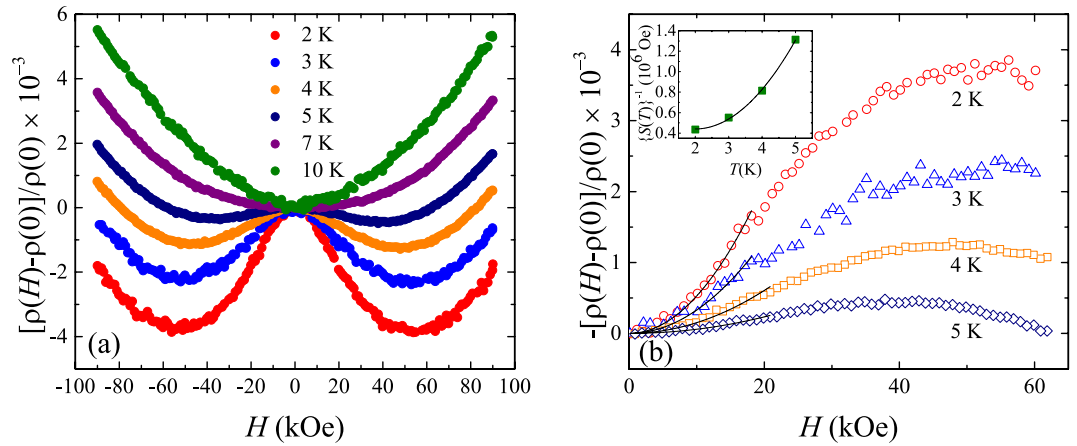 [ρ(H)-ρ(0)]/ρ(0) × 10⁻³
6
4
2
0
-2
-4
2 K
3 K
4 K
5 K
7 K
10 K
(a)
-100 -80 -60 -40 -20 0 20 40 60 80 100
H (kOe)
-[ρ(H)-ρ(0)]/ρ(0) × 10⁻³
4
3
2
1
0
{S(T)}⁻¹ (10⁶ Oe)
1.4
1.2
1.0
0.8
0.6
0.4
2 3 4 5
T(K)
2 K
3 K
4 K
5 K
(b)
0 20 40 60
H (kOe)